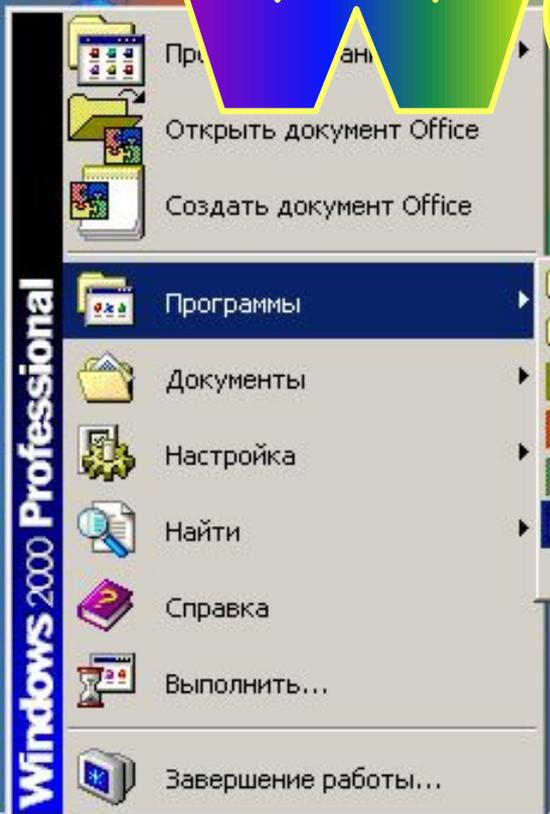 Открыть документ Office
Создать документ Office
Программы
Документы
Настройка
Найти
Справка
Выполнить...
Завершение работы...
Windows 2000 Professional